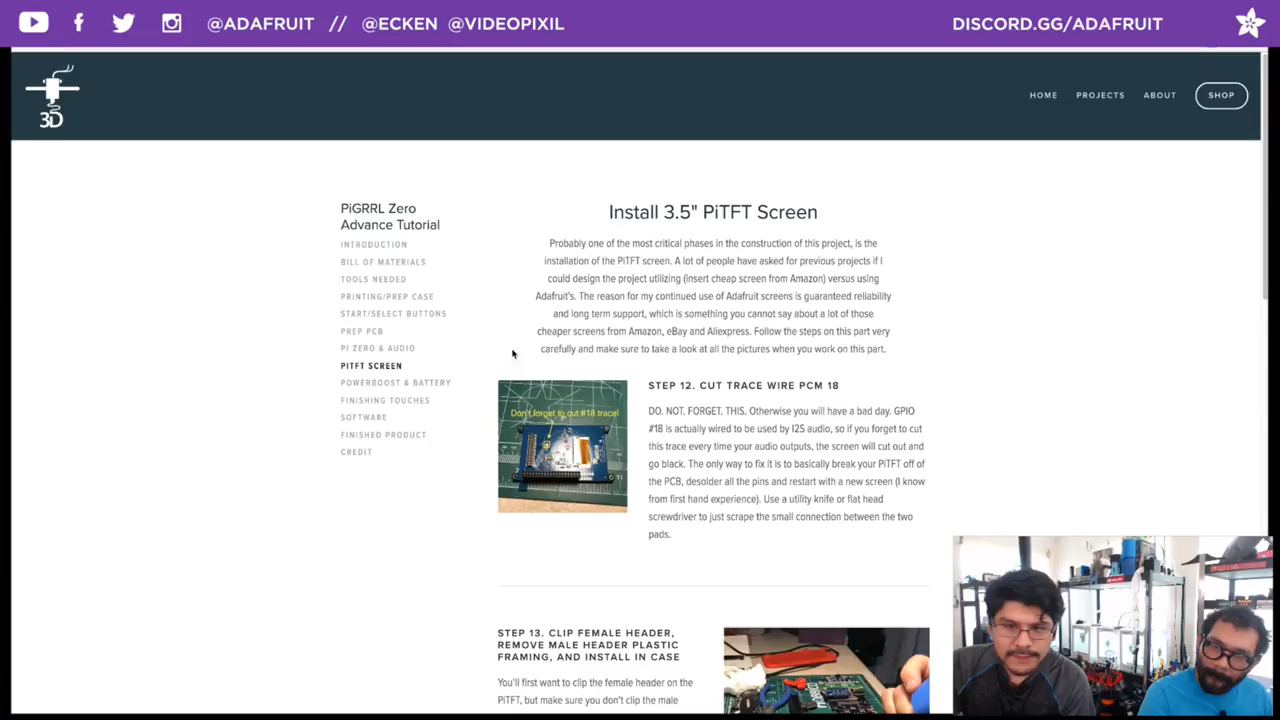 @ADAFRUIT // @ECKEN @VIDEOPIXIL
DISCORD.GG/ADAFRUIT
3D
HOME
PROJECTS
ABOUT
SHOP
PiGRRL Zero
Advance Tutorial
INTRODUCTION
BILL OF MATERIALS
TOOLS NEEDED
PRINTING/PREP CASE
START/SELECT BUTTONS
PREP PCB
PI ZERO & AUDIO
PITFT SCREEN
POWERBOOST & BATTERY
FINISHING TOUCHES
SOFTWARE
FINISHED PRODUCT
CREDIT
Install 3.5" PiTFT Screen
Probably one of the most critical phases in the construction of this project, is the
installation of the PiTFT screen. A lot of people have asked for previous projects if I
could design the project utilizing (insert cheap screen from Amazon) versus using
Adafruit's. The reason for my continued use of Adafruit screens is guaranteed reliability
and long term support, which is something you cannot say about a lot of those
cheaper screens from Amazon, eBay and Aliexpress. Follow the steps on this part very
carefully and make sure to take a look at all the pictures when you work on this part.
Don't forget to cut #18 trace!
STEP 12. CUT TRACE WIRE PCM 18
DO. NOT. FORGET. THIS. Otherwise you will have a bad day. GPIO
#18 is actually wired to be used by I2S audio, so if you forget to cut
this trace every time your audio outputs, the screen will cut out and
go black. The only way to fix it is to basically break your PiTFT off of
the PCB, desolder all the pins and restart with a new screen (I know
from first hand experience). Use a utility knife or flat head
screwdriver to just scrape the small connection between the two
pads.
STEP 13. CLIP FEMALE HEADER,
REMOVE MALE HEADER PLASTIC
FRAMING, AND INSTALL IN CASE
You'll first want to clip the female header on the
PiTFT, but make sure you don't clip the male